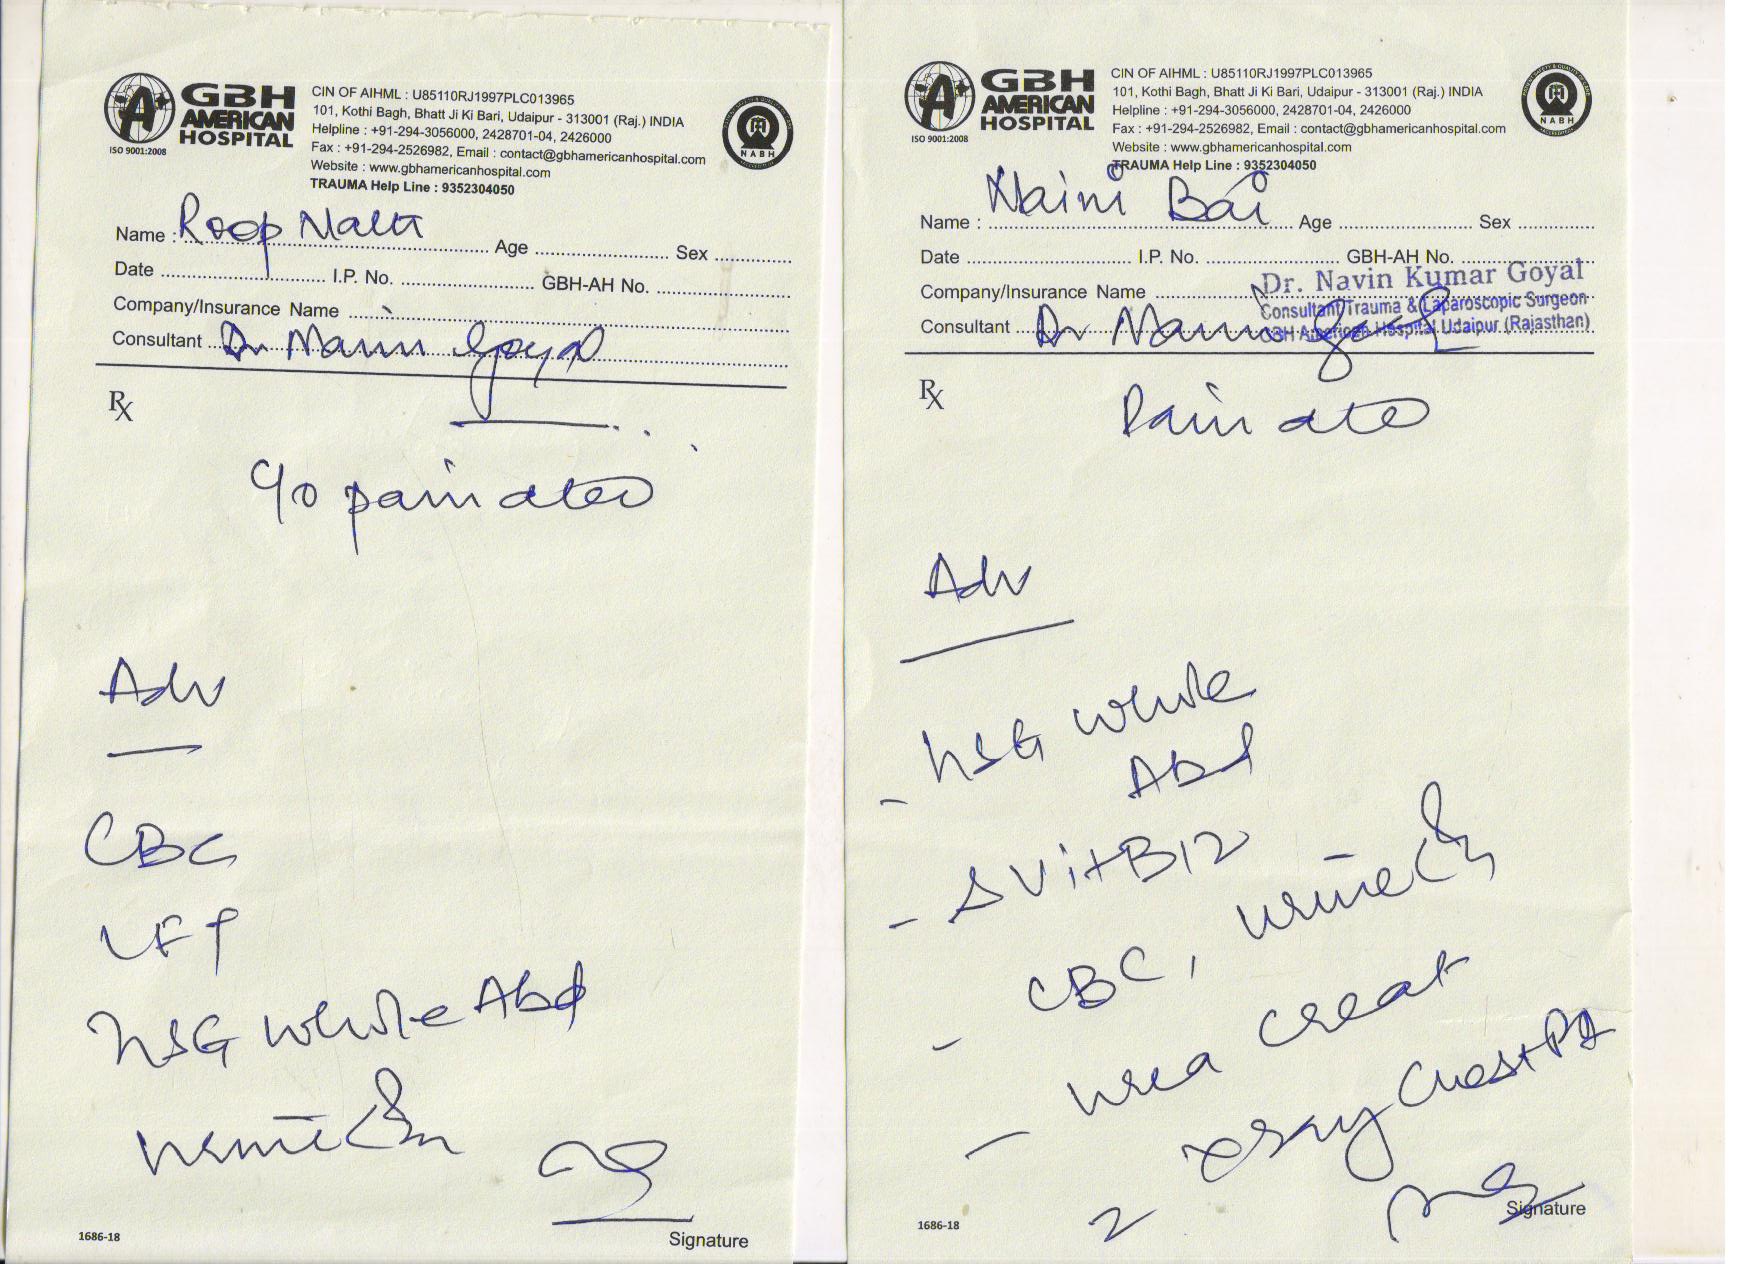 GBH
AMERICAN
HOSPITAL
ISO 9001:2008
CIN OF AIHML : U85110RJ1997PLC013965
101, Kothi Bagh, Bhatt Ji Ki Bari, Udaipur - 313001 (Raj.) INDIA
Helpline : +91-294-3056000, 2428701-04, 2426000
Fax : +91-294-2526982, Email : contact@gbhamericanhospital.com
Website : www.gbhamericanhospital.com
TRAUMA Help Line : 9352304050
NABH
Name : Roop Age Sex
Date I.P. No. GBH-AH No.
Company/Insurance Name
Consultant Dr Navin Goyal
Rx
C/o pain
Adv
CBC
LFT
USG whole Abd
urine
1686-18
Signature
GBH
AMERICAN
HOSPITAL
ISO 9001:2008
CIN OF AIHML : U85110RJ1997PLC013965
101, Kothi Bagh, Bhatt Ji Ki Bari, Udaipur - 313001 (Raj.) INDIA
Helpline : +91-294-3056000, 2428701-04, 2426000
Fax : +91-294-2526982, Email : contact@gbhamericanhospital.com
Website : www.gbhamericanhospital.com
TRAUMA Help Line : 9352304050
NABH
Name : Naini Bai Age Sex
Date I.P. No. GBH-AH No.
Dr. Navin Kumar Goyal
Company/Insurance Name
Consultant Trauma & Laparoscopic Surgeon
Consultant Dr Navin
GBH American Hospital Udaipur (Rajasthan)
Rx
Pain
Adv
- USG whole
Abd
- S Vit B12
- CBC, urine
- urea creat
- xray Chest PA
1686-18
Signature